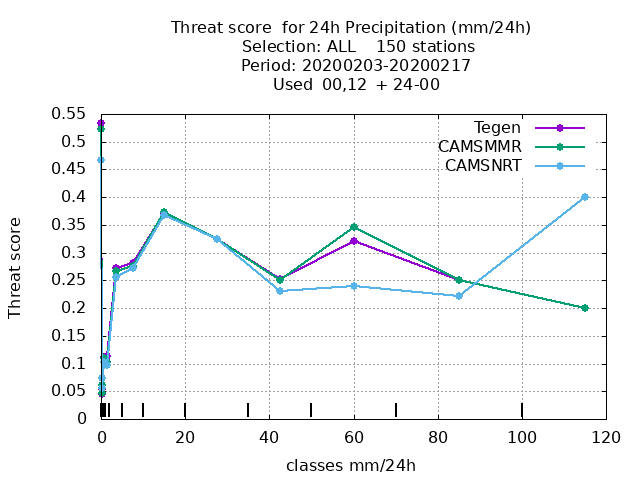 Threat score  for 24h Precipitation (mm/24h)
Selection: ALL    150 stations
Period: 20200203-20200217
Used  00,12  + 24-00
Tegen
CAMSMMR
CAMSNRT
Threat score
0.55
0.5
0.45
0.4
0.35
0.3
0.25
0.2
0.15
0.1
0.05
0
0 20 40 60 80 100 120
classes mm/24h